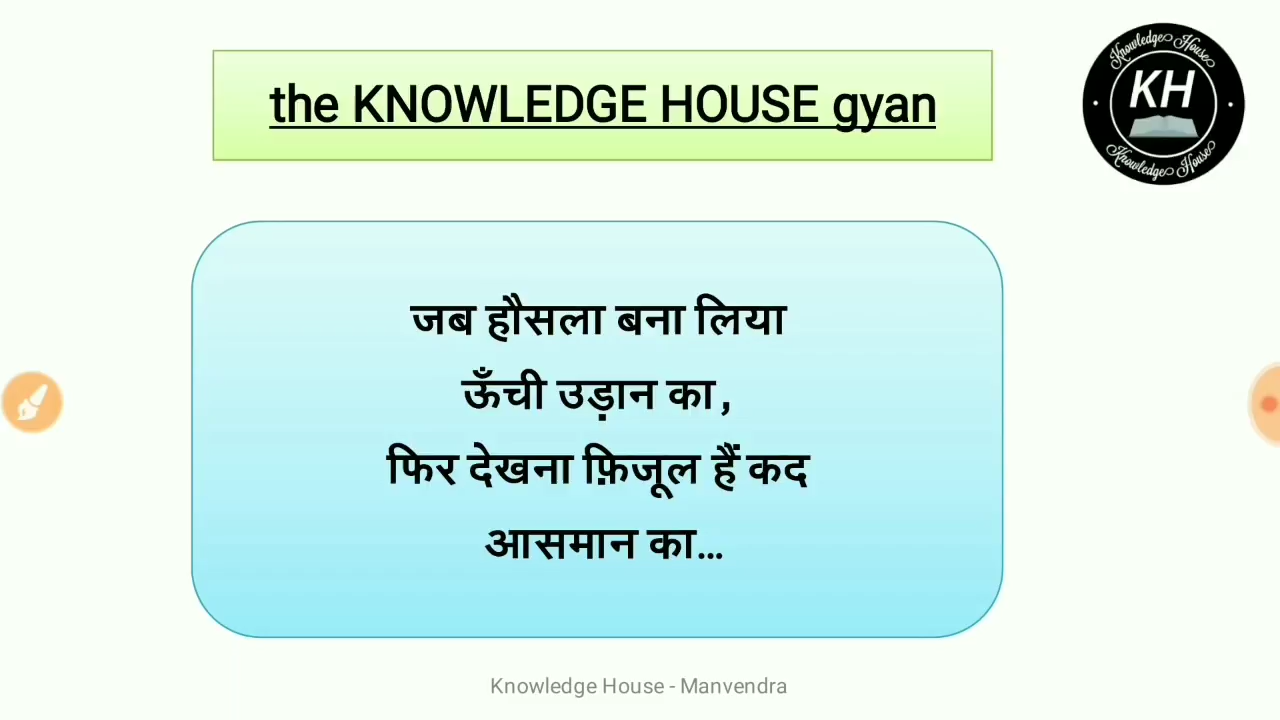 the KNOWLEDGE HOUSE gyan
Knowledge House
KH
Knowledge House
जब हौसला बना लिया
ऊँची उड़ान का,
फिर देखना फ़िजूल हैं कद
आसमान का...
Knowledge House - Manvendra